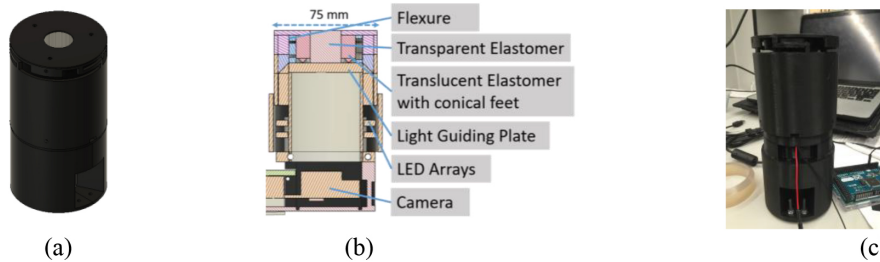 75 mm
Flexure
Transparent Elastomer
Translucent Elastomer
with conical feet
Light Guiding Plate
LED Arrays
Camera
(a)
(b)
(c